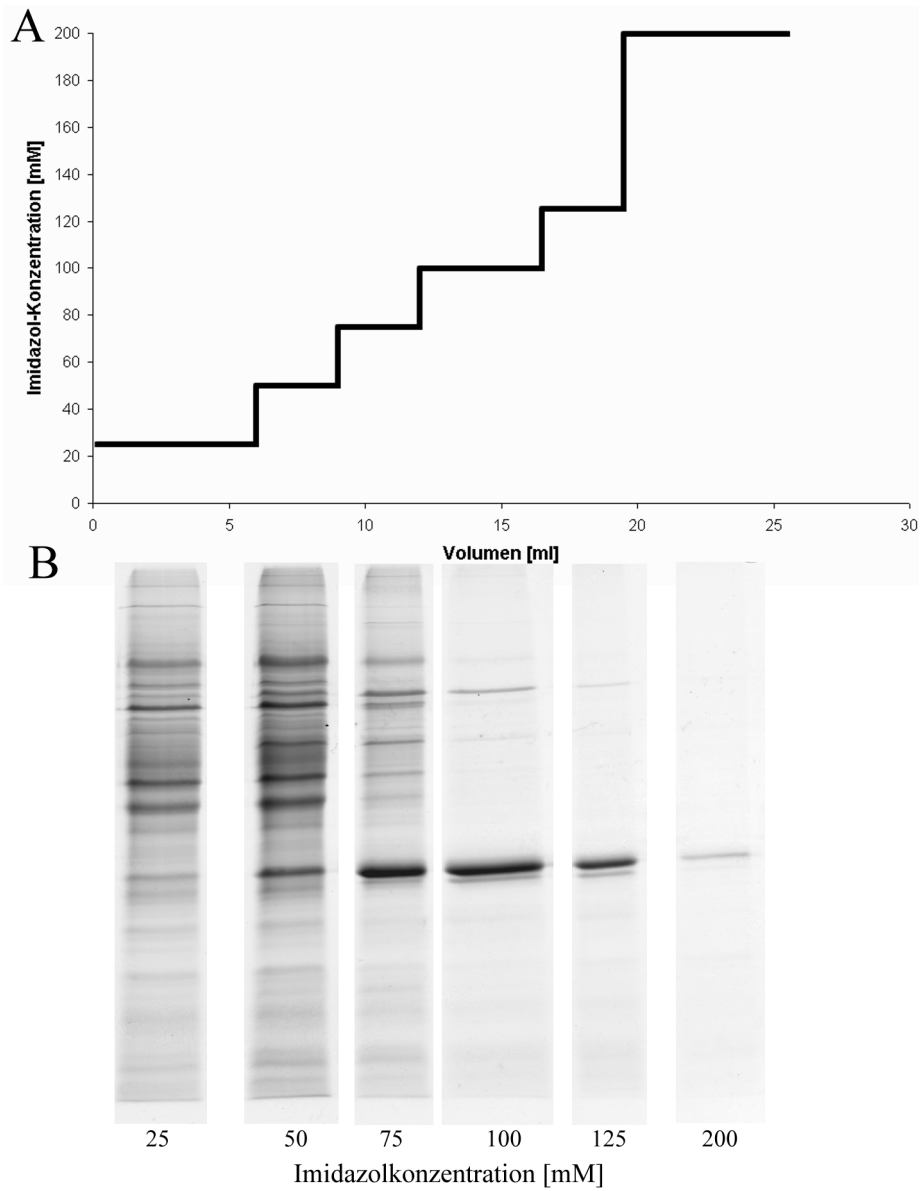 A
200
180
160
140
120
100
80
60
40
20
0
Imidazol-Konzentration [mM]
0 5 10 15 20 25 30
Volumen [ml]
B
25 50 75 100 125 200
Imidazolkonzentration [mM]